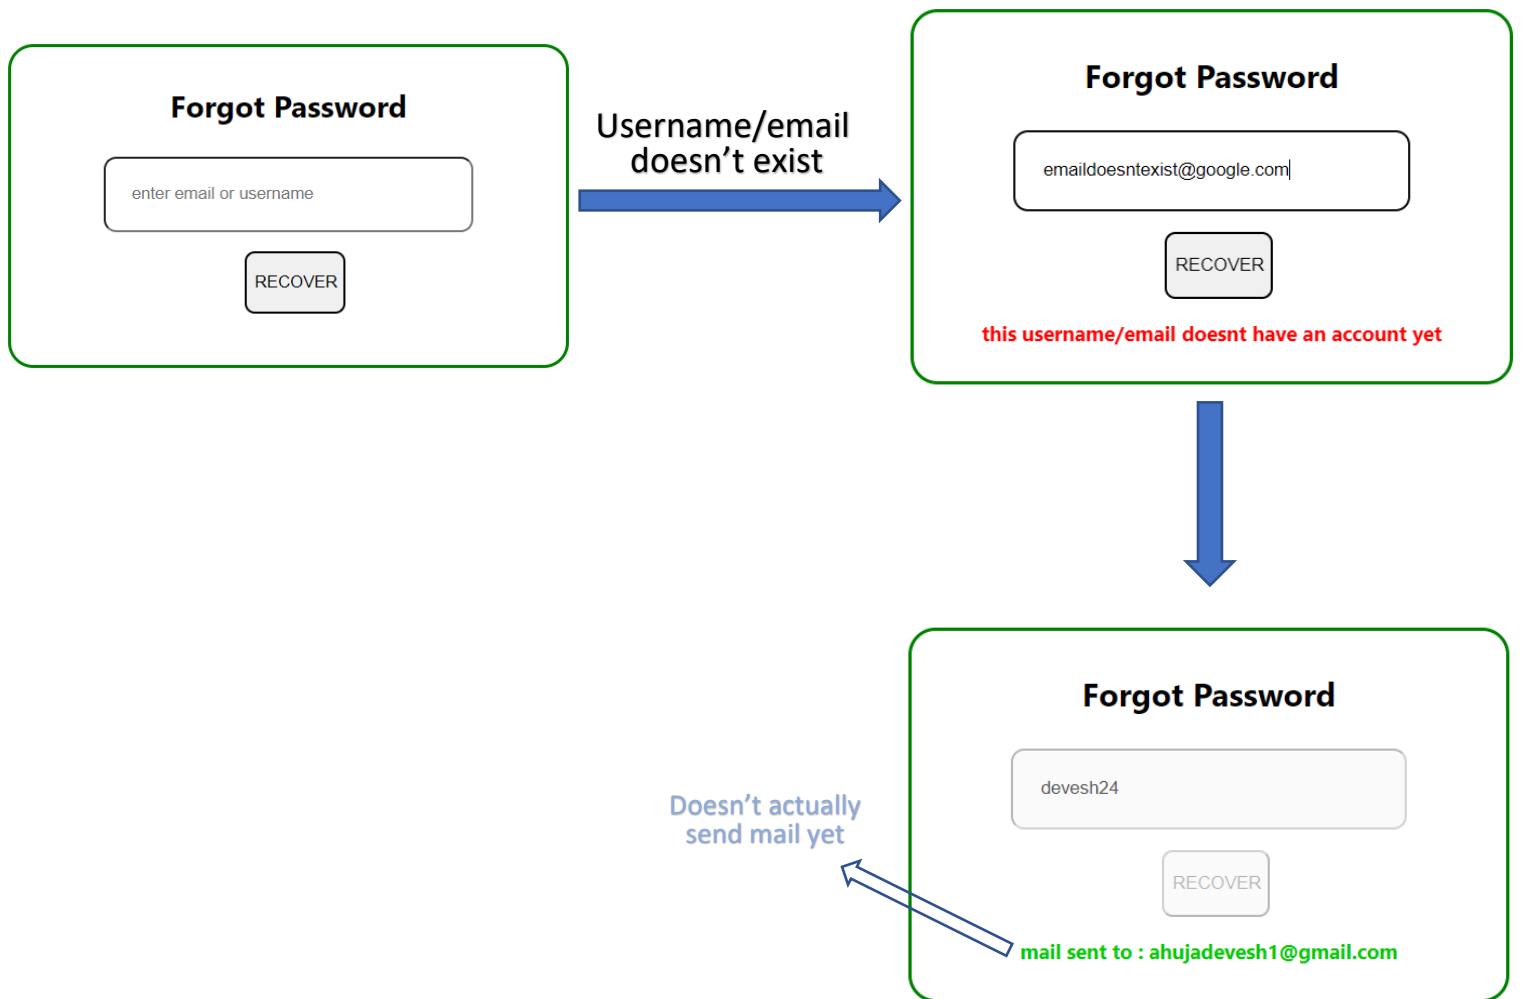 Forgot Password
enter email or username
RECOVER
Username/email
doesn't exist
Forgot Password
emaildoesntexist@google.com
RECOVER
this username/email doesnt have an account yet
Forgot Password
devesh24
RECOVER
mail sent to : ahujadevesh1@gmail.com
Doesn't actually
send mail yet